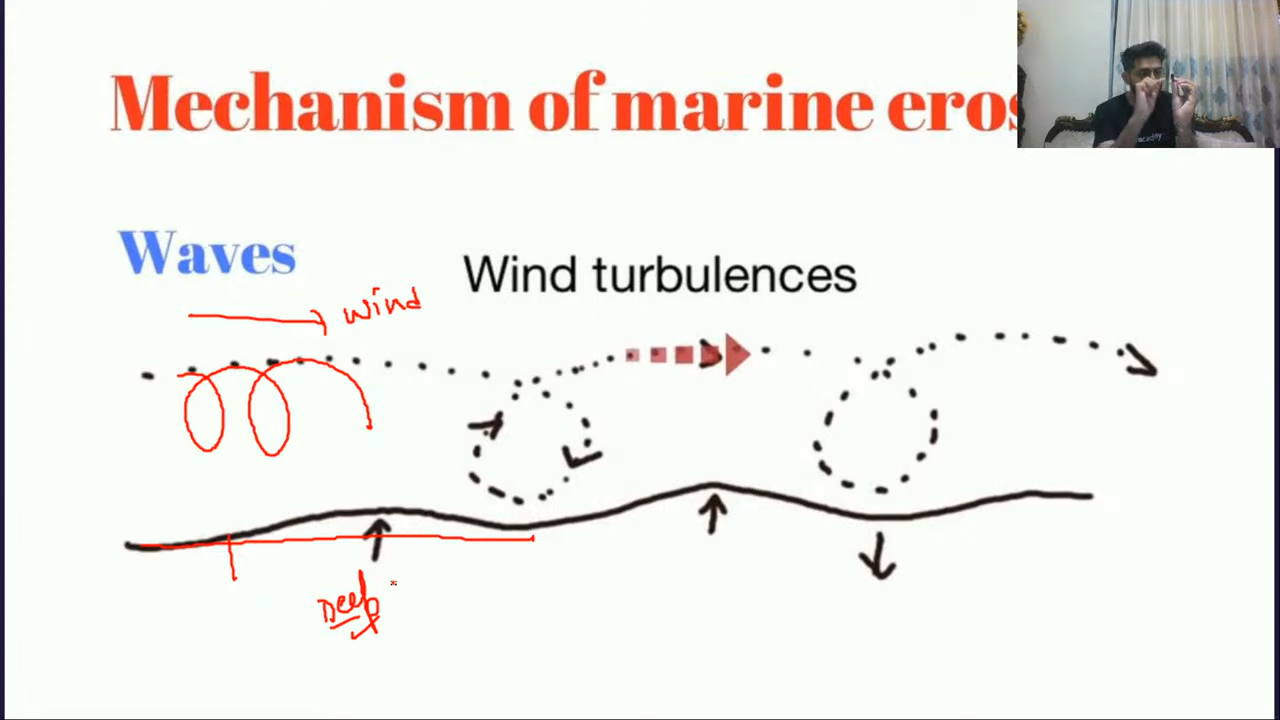 Mechanism of marine eros
Waves
Wind turbulences
Wind
Deep